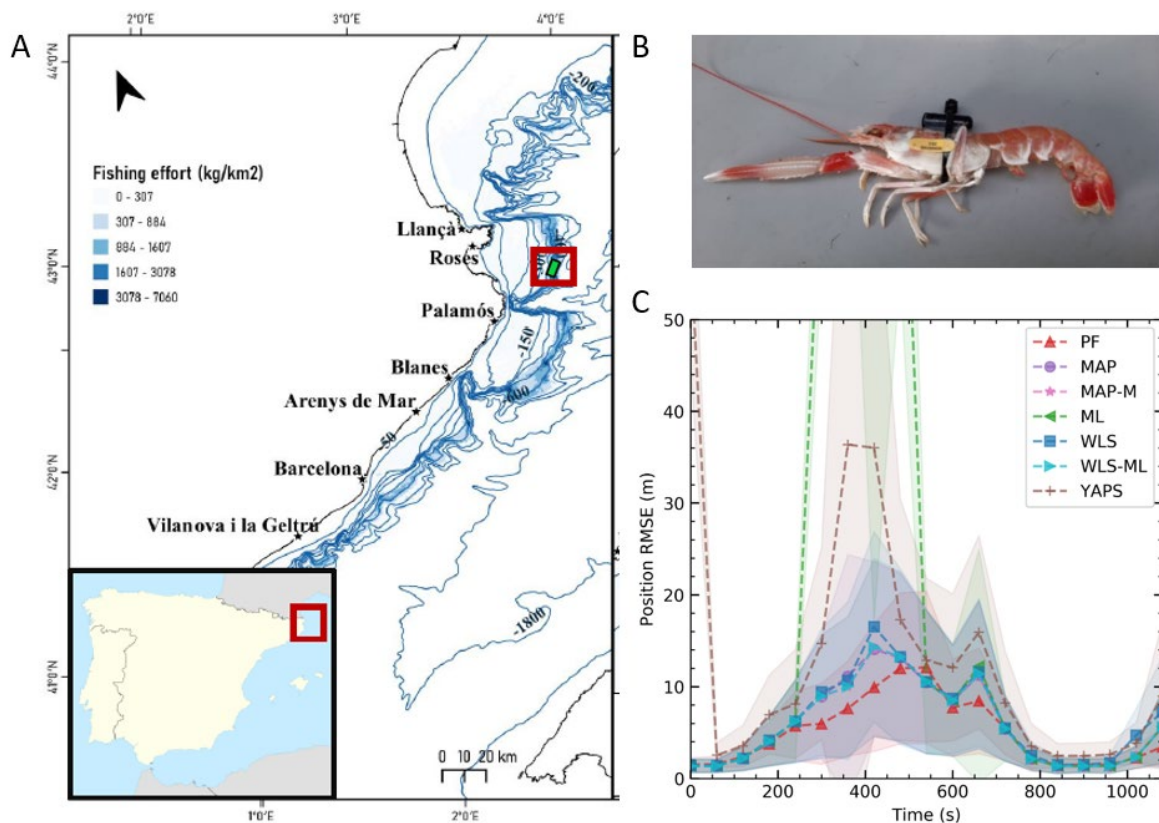 A
2°0'E
3°0'E
4°0'E
44°0'N
43°0'N
42°0'N
41°0'N
Fishing effort (kg/km2)
0 - 307
307 - 884
884 - 1607
1607 - 3078
3078 - 7060
-200
Llançà
Roses
Palamós
-150
Blanes
-600
Arenys de Mar
-50
Barcelona
Vilanova i la Geltrú
-1800
0 10 20 km
1°0'E
2°0'E
B
C
Position RMSE (m)
50
40
30
20
10
0
PF
MAP
MAP-M
ML
WLS
WLS-ML
YAPS
0 200 400 600 800 1000
Time (s)